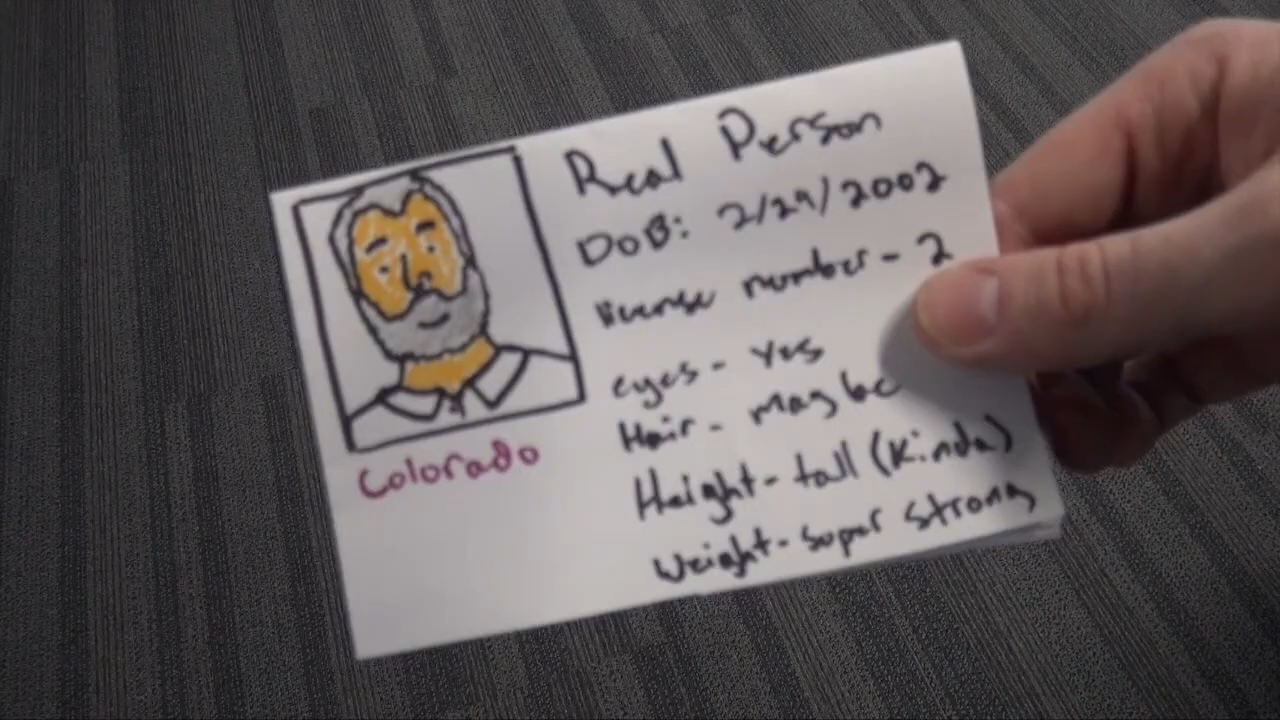 Real Person
DOB: 2/29/2002
license number - 2
eyes - yes
Hair - maybe
Height - tall (kinda)
Weight - super strong
Colorado